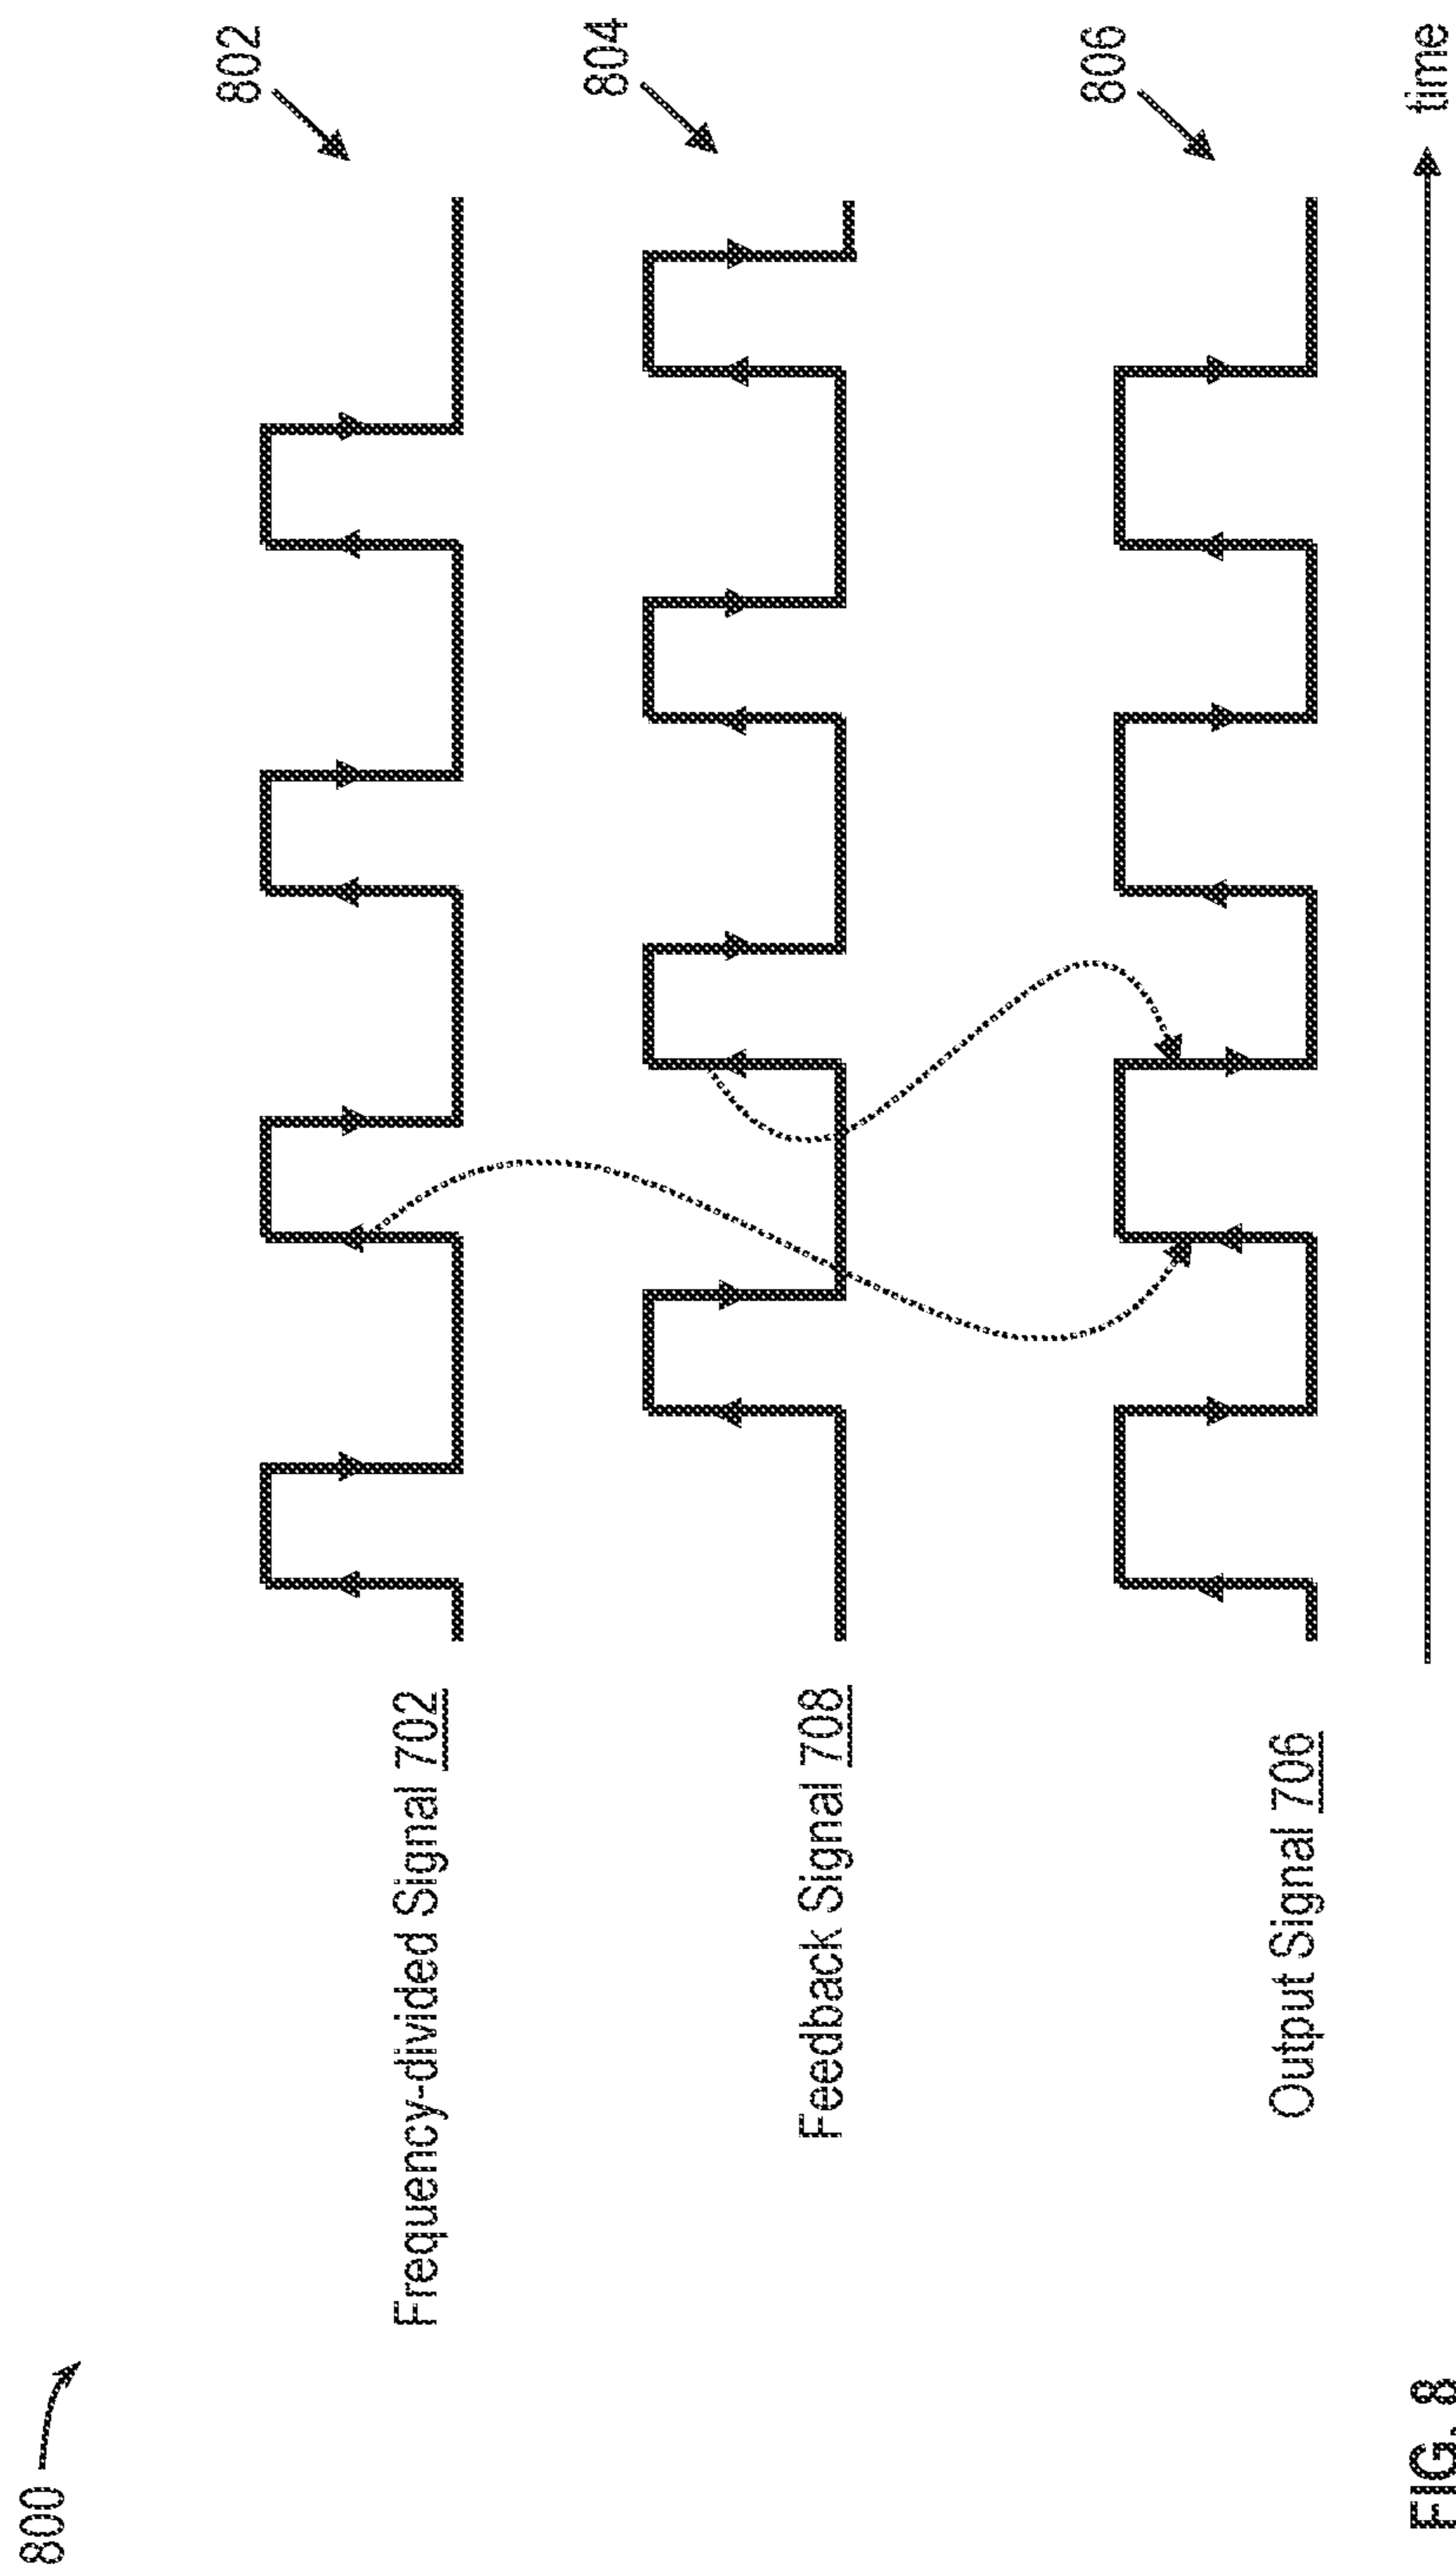 800
802
Frequency-divided Signal 702
804
Feedback Signal 708
806
Output Signal 706
time
FIG. 8